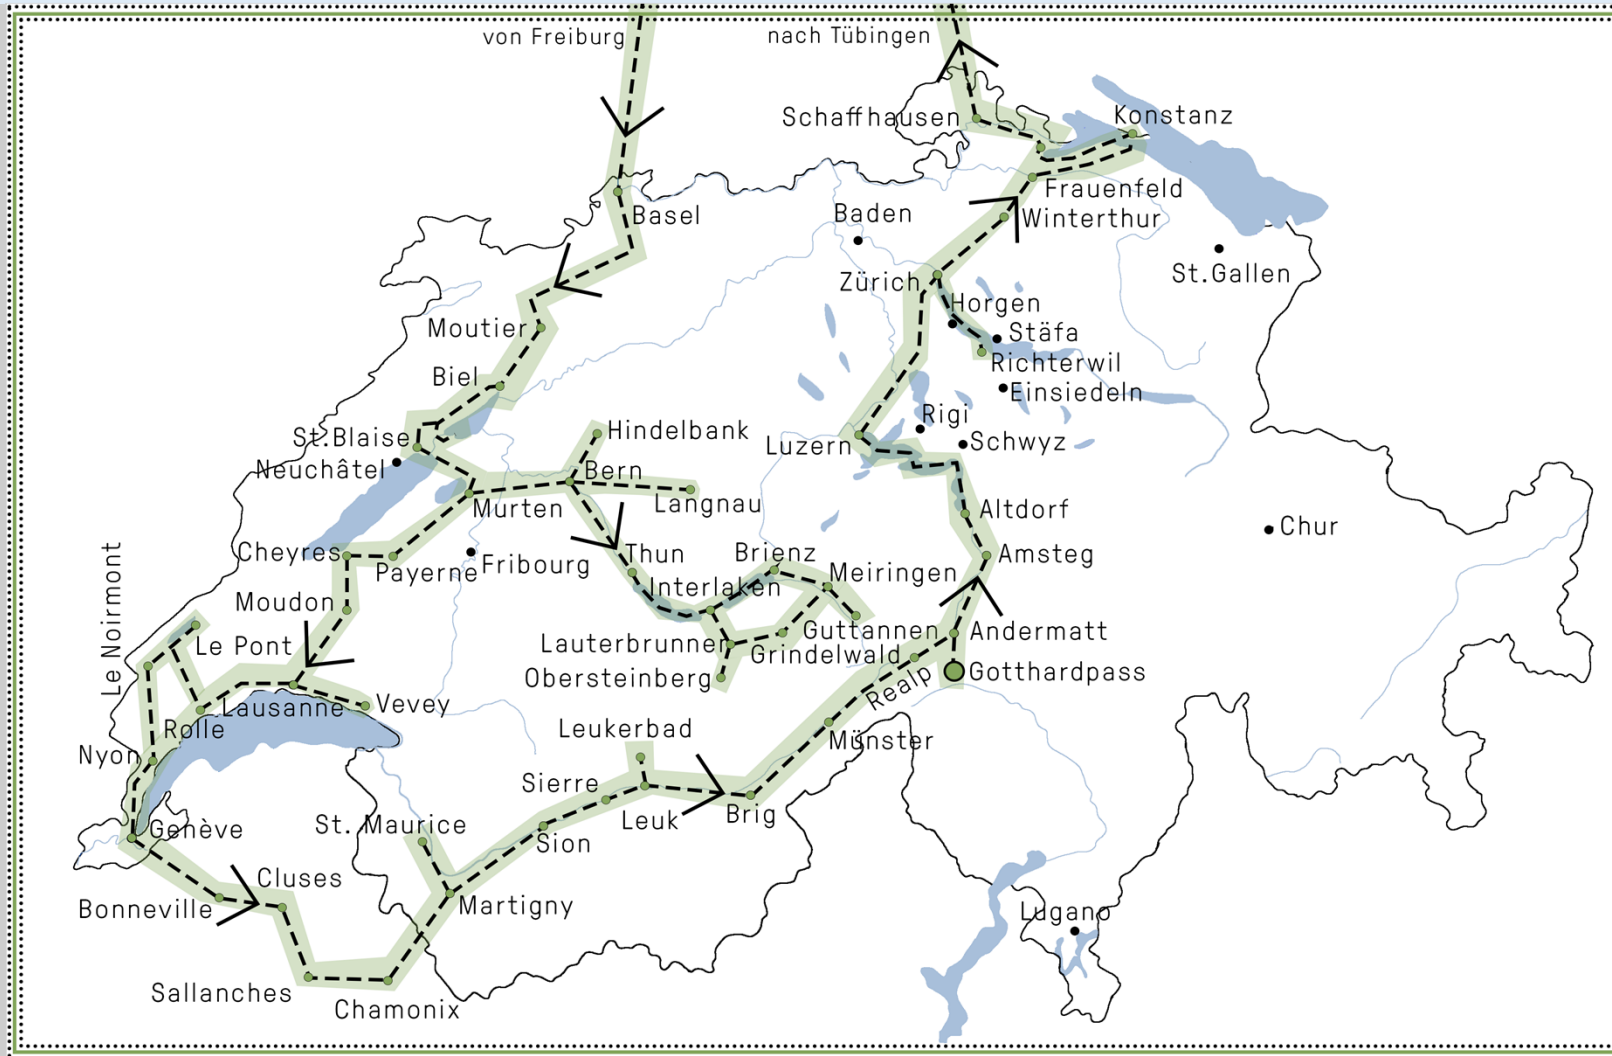 von Freiburg
nach Tübingen
Schaffhausen
Konstanz
Frauenfeld
Basel
Baden
Winterthur
St.Gallen
Zürich
Horgen
Moutier
Stäfa
Richterwil
Biel
Einsiedeln
Rigi
Hindelbank
St.Blaise
Luzern
Schwyz
Neuchâtel
Bern
Langnau
Murten
Altdorf
Chur
Cheyres
Payerne
Fribourg
Thun
Brienz
Amsteg
Meiringen
Interlaken
Moudon
Le Noirmont
Le Pont
Guttannen
Andermatt
Lauterbrunnen
Grindelwald
Gotthardpass
Obersteinberg
Realp
Lausanne
Vevey
Rolle
Leukerbad
Münster
Nyon
Sierre
Brig
Leuk
Genève
St. Maurice
Sion
Cluses
Bonneville
Martigny
Lugano
Sallanches
Chamonix